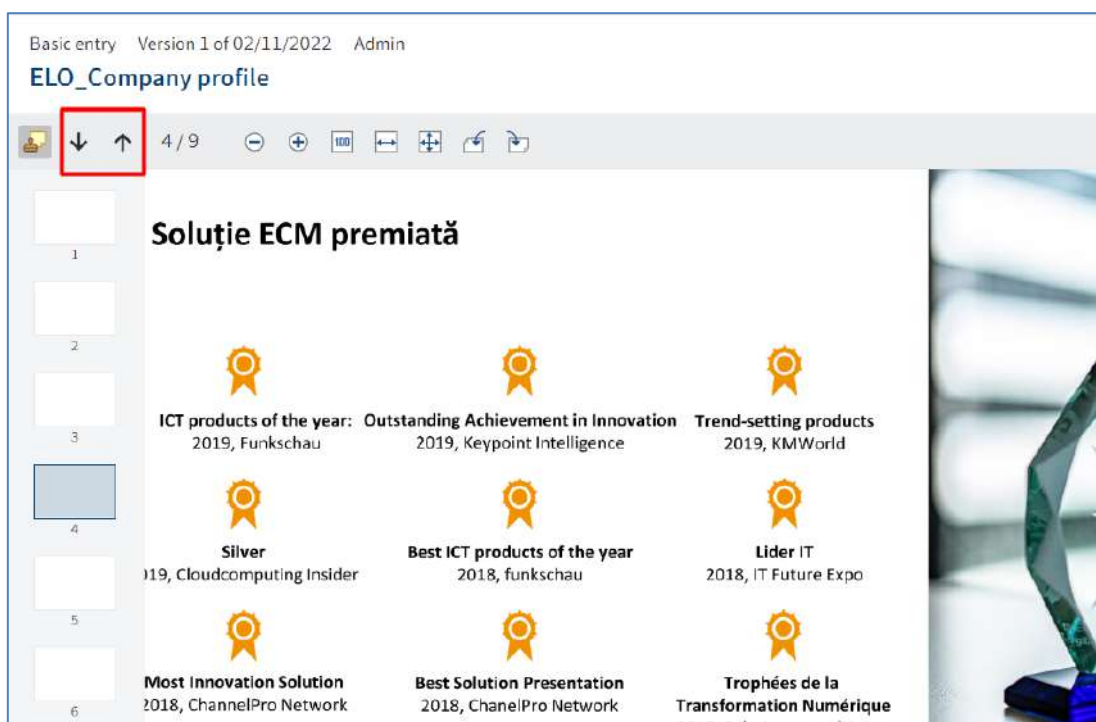 Basic entry Version 1 of 02/11/2022 Admin
ELO_Company profile
4 / 9
100
1
2
3
4
5
6
Soluție ECM premiată
ICT products of the year:
2019, Funkschau
Outstanding Achievement in Innovation
2019, Keypoint Intelligence
Trend-setting products
2019, KMWorld
Silver
19, Cloudcomputing Insider
Best ICT products of the year
2018, funkschau
Lider IT
2018, IT Future Expo
Most Innovation Solution
2018, ChannelPro Network
Best Solution Presentation
2018, ChanelPro Network
Trophées de la
Transformation Numérique